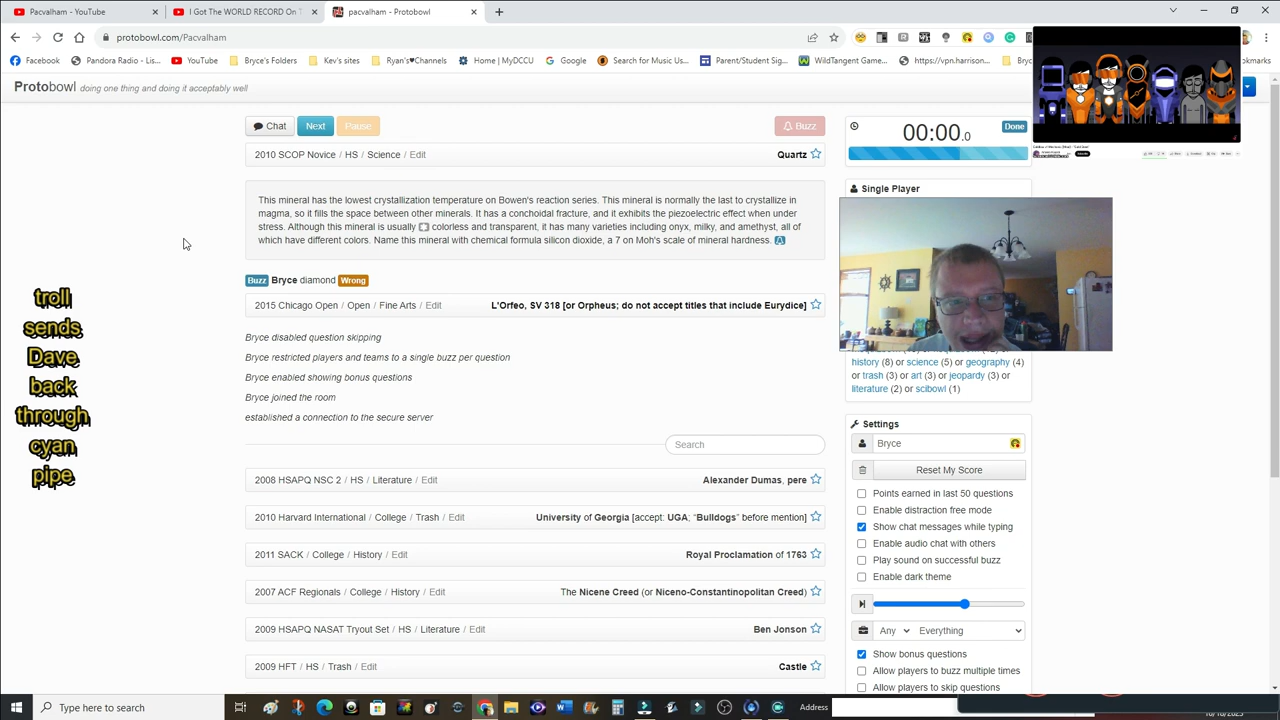 Pacvalham - YouTube
I Got The WORLD RECORD On T
pacvalham - Protobowl
protobowl.com/Pacvalham
Facebook
Pandora Radio - Lis...
YouTube
Bryce's Folders
Kev's sites
Ryan's♥Channels
Home | MyDCCU
Google
Search for Music Us...
Parent/Student Sig...
WildTangent Game...
https://vpn.harrison...
Protobowl doing one thing and doing it acceptably well
Chat
Next
Pause
Buzz
2010 SCOP Novice / HS / Science / Edit
Quartz
This mineral has the lowest crystallization temperature on Bowen's reaction series. This mineral is normally the last to crystallize in
magma, so it fills the space between other minerals. It has a conchoidal fracture, and it exhibits the piezoelectric effect when under
stress. Although this mineral is usually colorless and transparent, it has many varieties including onyx, milky, and amethyst, all of
which have different colors. Name this mineral with chemical formula silicon dioxide, a 7 on Moh's scale of mineral hardness.
Buzz Bryce diamond Wrong
2015 Chicago Open / Open / Fine Arts / Edit
L'Orfeo, SV 318 [or Orpheus; do not accept titles that include Eurydice]
Bryce disabled question skipping
Bryce restricted players and teams to a single buzz per question
Bryce enabled showing bonus questions
Bryce joined the room
established a connection to the secure server
Search
2008 HSAPQ NSC 2 / HS / Literature / Edit
Alexander Dumas, pere
2010 Harvard International / College / Trash / Edit
University of Georgia [accept: UGA; "Bulldogs" before mention]
2011 SACK / College / History / Edit
Royal Proclamation of 1763
2007 ACF Regionals / College / History / Edit
The Nicene Creed (or Niceno-Constantinopolitan Creed)
2009 HSAPQ NASAT Tryout Set / HS / Literature / Edit
Ben Jonson
2009 HFT / HS / Trash / Edit
Castle
troll
sends
Dave
back
through
cyan
pipe
00:00.0
Done
Single Player
history (8) or science (5) or geography (4)
or trash (3) or art (3) or jeopardy (3) or
literature (2) or scibowl (1)
Settings
Bryce
Reset My Score
Points earned in last 50 questions
Enable distraction free mode
Show chat messages while typing
Enable audio chat with others
Play sound on successful buzz
Enable dark theme
Any
Everything
Show bonus questions
Allow players to buzz multiple times
Allow players to skip questions
Type here to search
Address